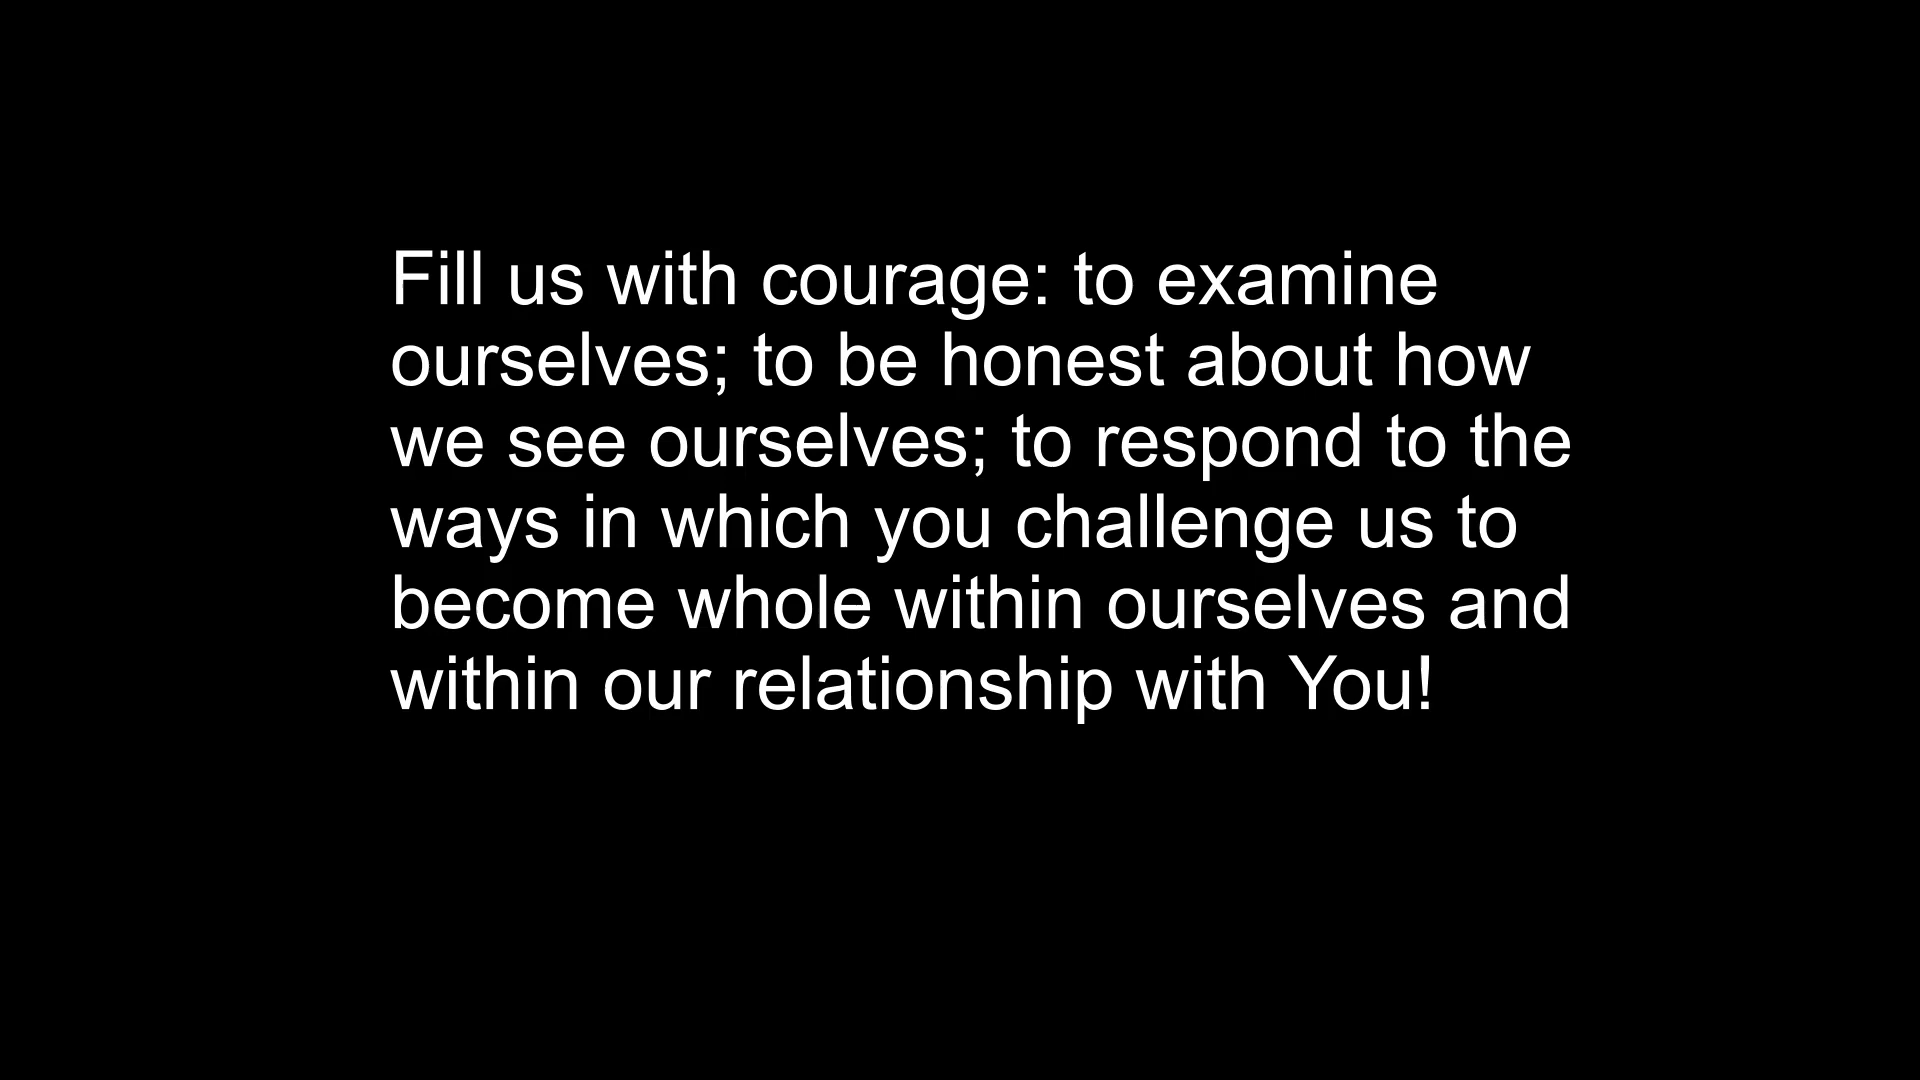 Fill us with courage: to examine
ourselves; to be honest about how
we see ourselves; to respond to the
ways in which you challenge us to
become whole within ourselves and
within our relationship with You!